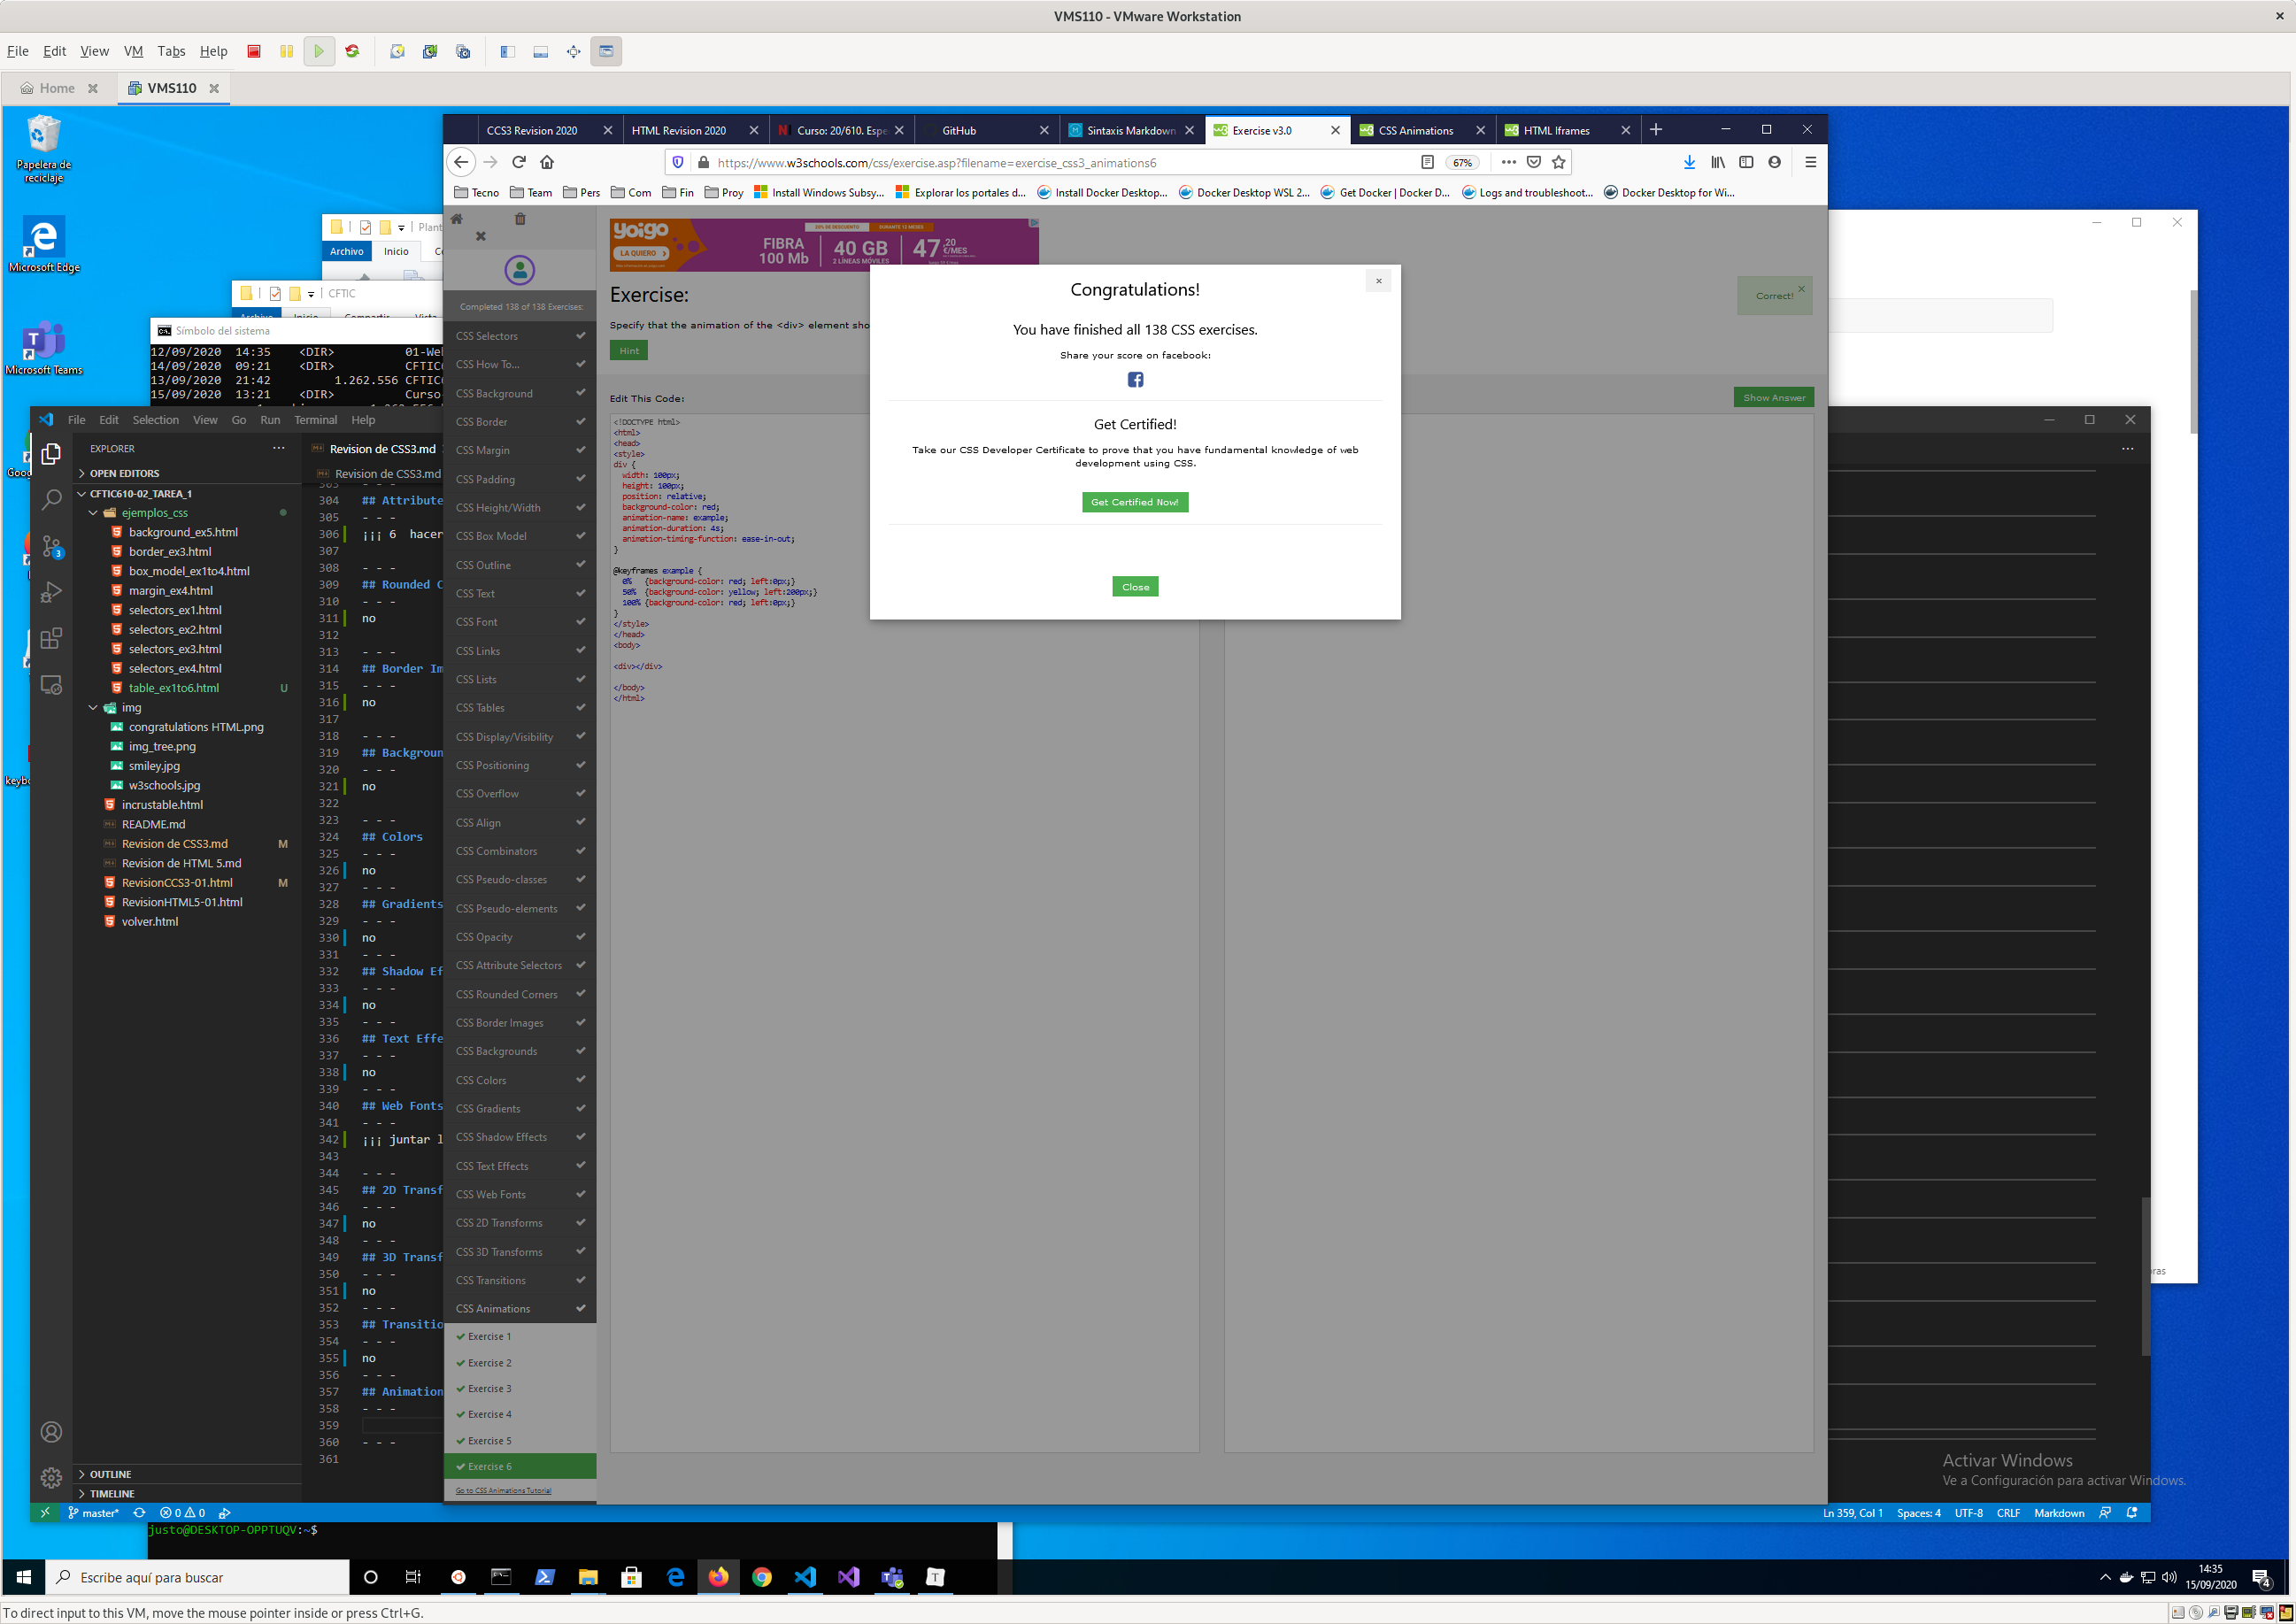 VMS110 - VMware Workstation
File Edit View VM Tabs Help
Home
VMS110
Papelera de reciclaje
Microsoft Edge
Microsoft Teams
CCS3 Revision 2020
HTML Revision 2020
Curso: 20/610. Espe
GitHub
Sintaxis Markdown
Exercise v3.0
CSS Animations
HTML Iframes
https://www.w3schools.com/css/exercise.asp?filename=exercise_css3_animations6
67%
Tecno
Team
Pers
Com
Fin
Proy
Install Windows Subsy...
Explorar los portales d...
Install Docker Desktop...
Docker Desktop WSL 2...
Get Docker | Docker D...
Logs and troubleshoot...
Docker Desktop for Wi...
Archivo Inicio
CFTIC
Símbolo del sistema
12/09/2020 14:35 <DIR> 01-Web
14/09/2020 09:21 <DIR> CFTIC
13/09/2020 21:42 1.262.556 CFTIC
15/09/2020 13:21 <DIR> Curso
File Edit Selection View Go Run Terminal Help
EXPLORER
OPEN EDITORS
CFTIC610-02_TAREA_1
ejemplos_css
background_ex5.html
border_ex3.html
box_model_ex1to4.html
margin_ex4.html
selectors_ex1.html
selectors_ex2.html
selectors_ex3.html
selectors_ex4.html
table_ex1to6.html U
img
congratulations HTML.png
img_tree.png
smiley.jpg
w3schools.jpg
incrustable.html
README.md
Revision de CSS3.md M
Revision de HTML 5.md
RevisionCCS3-01.html M
RevisionHTML5-01.html
volver.html
OUTLINE
TIMELINE
Revision de CSS3.md
Revision de CSS3.md
303 - - -
304 ## Attribute
305 - - -
306 ¡¡¡ 6 hacer
307
308 - - -
309 ## Rounded C
310 - - -
311 no
312
313 - - -
314 ## Border Im
315 - - -
316 no
317
318 - - -
319 ## Backgroun
320 - - -
321 no
322
323 - - -
324 ## Colors
325 - - -
326 no
327 - - -
328 ## Gradients
329 - - -
330 no
331 - - -
332 ## Shadow Ef
333 - - -
334 no
335 - - -
336 ## Text Effe
337 - - -
338 no
339 - - -
340 ## Web Fonts
341 - - -
342 ¡¡¡ juntar l
343
344 - - -
345 ## 2D Transf
346 - - -
347 no
348 - - -
349 ## 3D Transf
350 - - -
351 no
352 - - -
353 ## Transitio
354 - - -
355 no
356 - - -
357 ## Animation
358 - - -
359
360 - - -
361
Completed 138 of 138 Exercises:
CSS Selectors
CSS How To...
CSS Background
CSS Border
CSS Margin
CSS Padding
CSS Height/Width
CSS Box Model
CSS Outline
CSS Text
CSS Font
CSS Links
CSS Lists
CSS Tables
CSS Display/Visibility
CSS Positioning
CSS Overflow
CSS Align
CSS Combinators
CSS Pseudo-classes
CSS Pseudo-elements
CSS Opacity
CSS Attribute Selectors
CSS Rounded Corners
CSS Border Images
CSS Backgrounds
CSS Colors
CSS Gradients
CSS Shadow Effects
CSS Text Effects
CSS Web Fonts
CSS 2D Transforms
CSS 3D Transforms
CSS Transitions
CSS Animations
Exercise 1
Exercise 2
Exercise 3
Exercise 4
Exercise 5
Exercise 6
Go to CSS Animations Tutorial
yoigo
LA QUIERO
FIBRA 100 Mb
40 GB
2 LÍNEAS MÓVILES
47,20 €/MES
Exercise:
Specify that the animation of the <div> element sho
Hint
Correct!
Show Answer
Edit This Code:
<!DOCTYPE html>
<html>
<head>
<style>
div {
width: 100px;
height: 100px;
position: relative;
background-color: red;
animation-name: example;
animation-duration: 4s;
animation-timing-function: ease-in-out;
}
@keyframes example {
0% {background-color: red; left:0px;}
50% {background-color: yellow; left:200px;}
100% {background-color: red; left:0px;}
}
</style>
</head>
<body>
<div></div>
</body>
</html>
Congratulations!
You have finished all 138 CSS exercises.
Share your score on facebook:
Get Certified!
Take our CSS Developer Certificate to prove that you have fundamental knowledge of web
development using CSS.
Get Certified Now!
Close
Activar Windows
Ve a Configuración para activar Windows.
master* 0 0
Ln 359, Col 1 Spaces: 4 UTF-8 CRLF Markdown
justo@DESKTOP-OPPTUQV:~$
Escribe aquí para buscar
14:35
15/09/2020
4
To direct input to this VM, move the mouse pointer inside or press Ctrl+G.